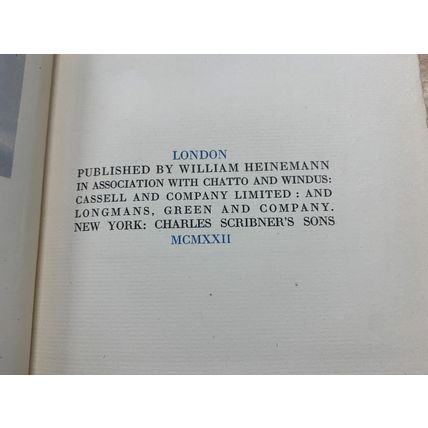 LONDON
PUBLISHED BY WILLIAM HEINEMANN
IN ASSOCIATION WITH CHATTO AND WINDUS:
CASSELL AND COMPANY LIMITED : AND
LONGMANS, GREEN AND COMPANY.
NEW YORK: CHARLES SCRIBNER'S SONS
MCMXXII